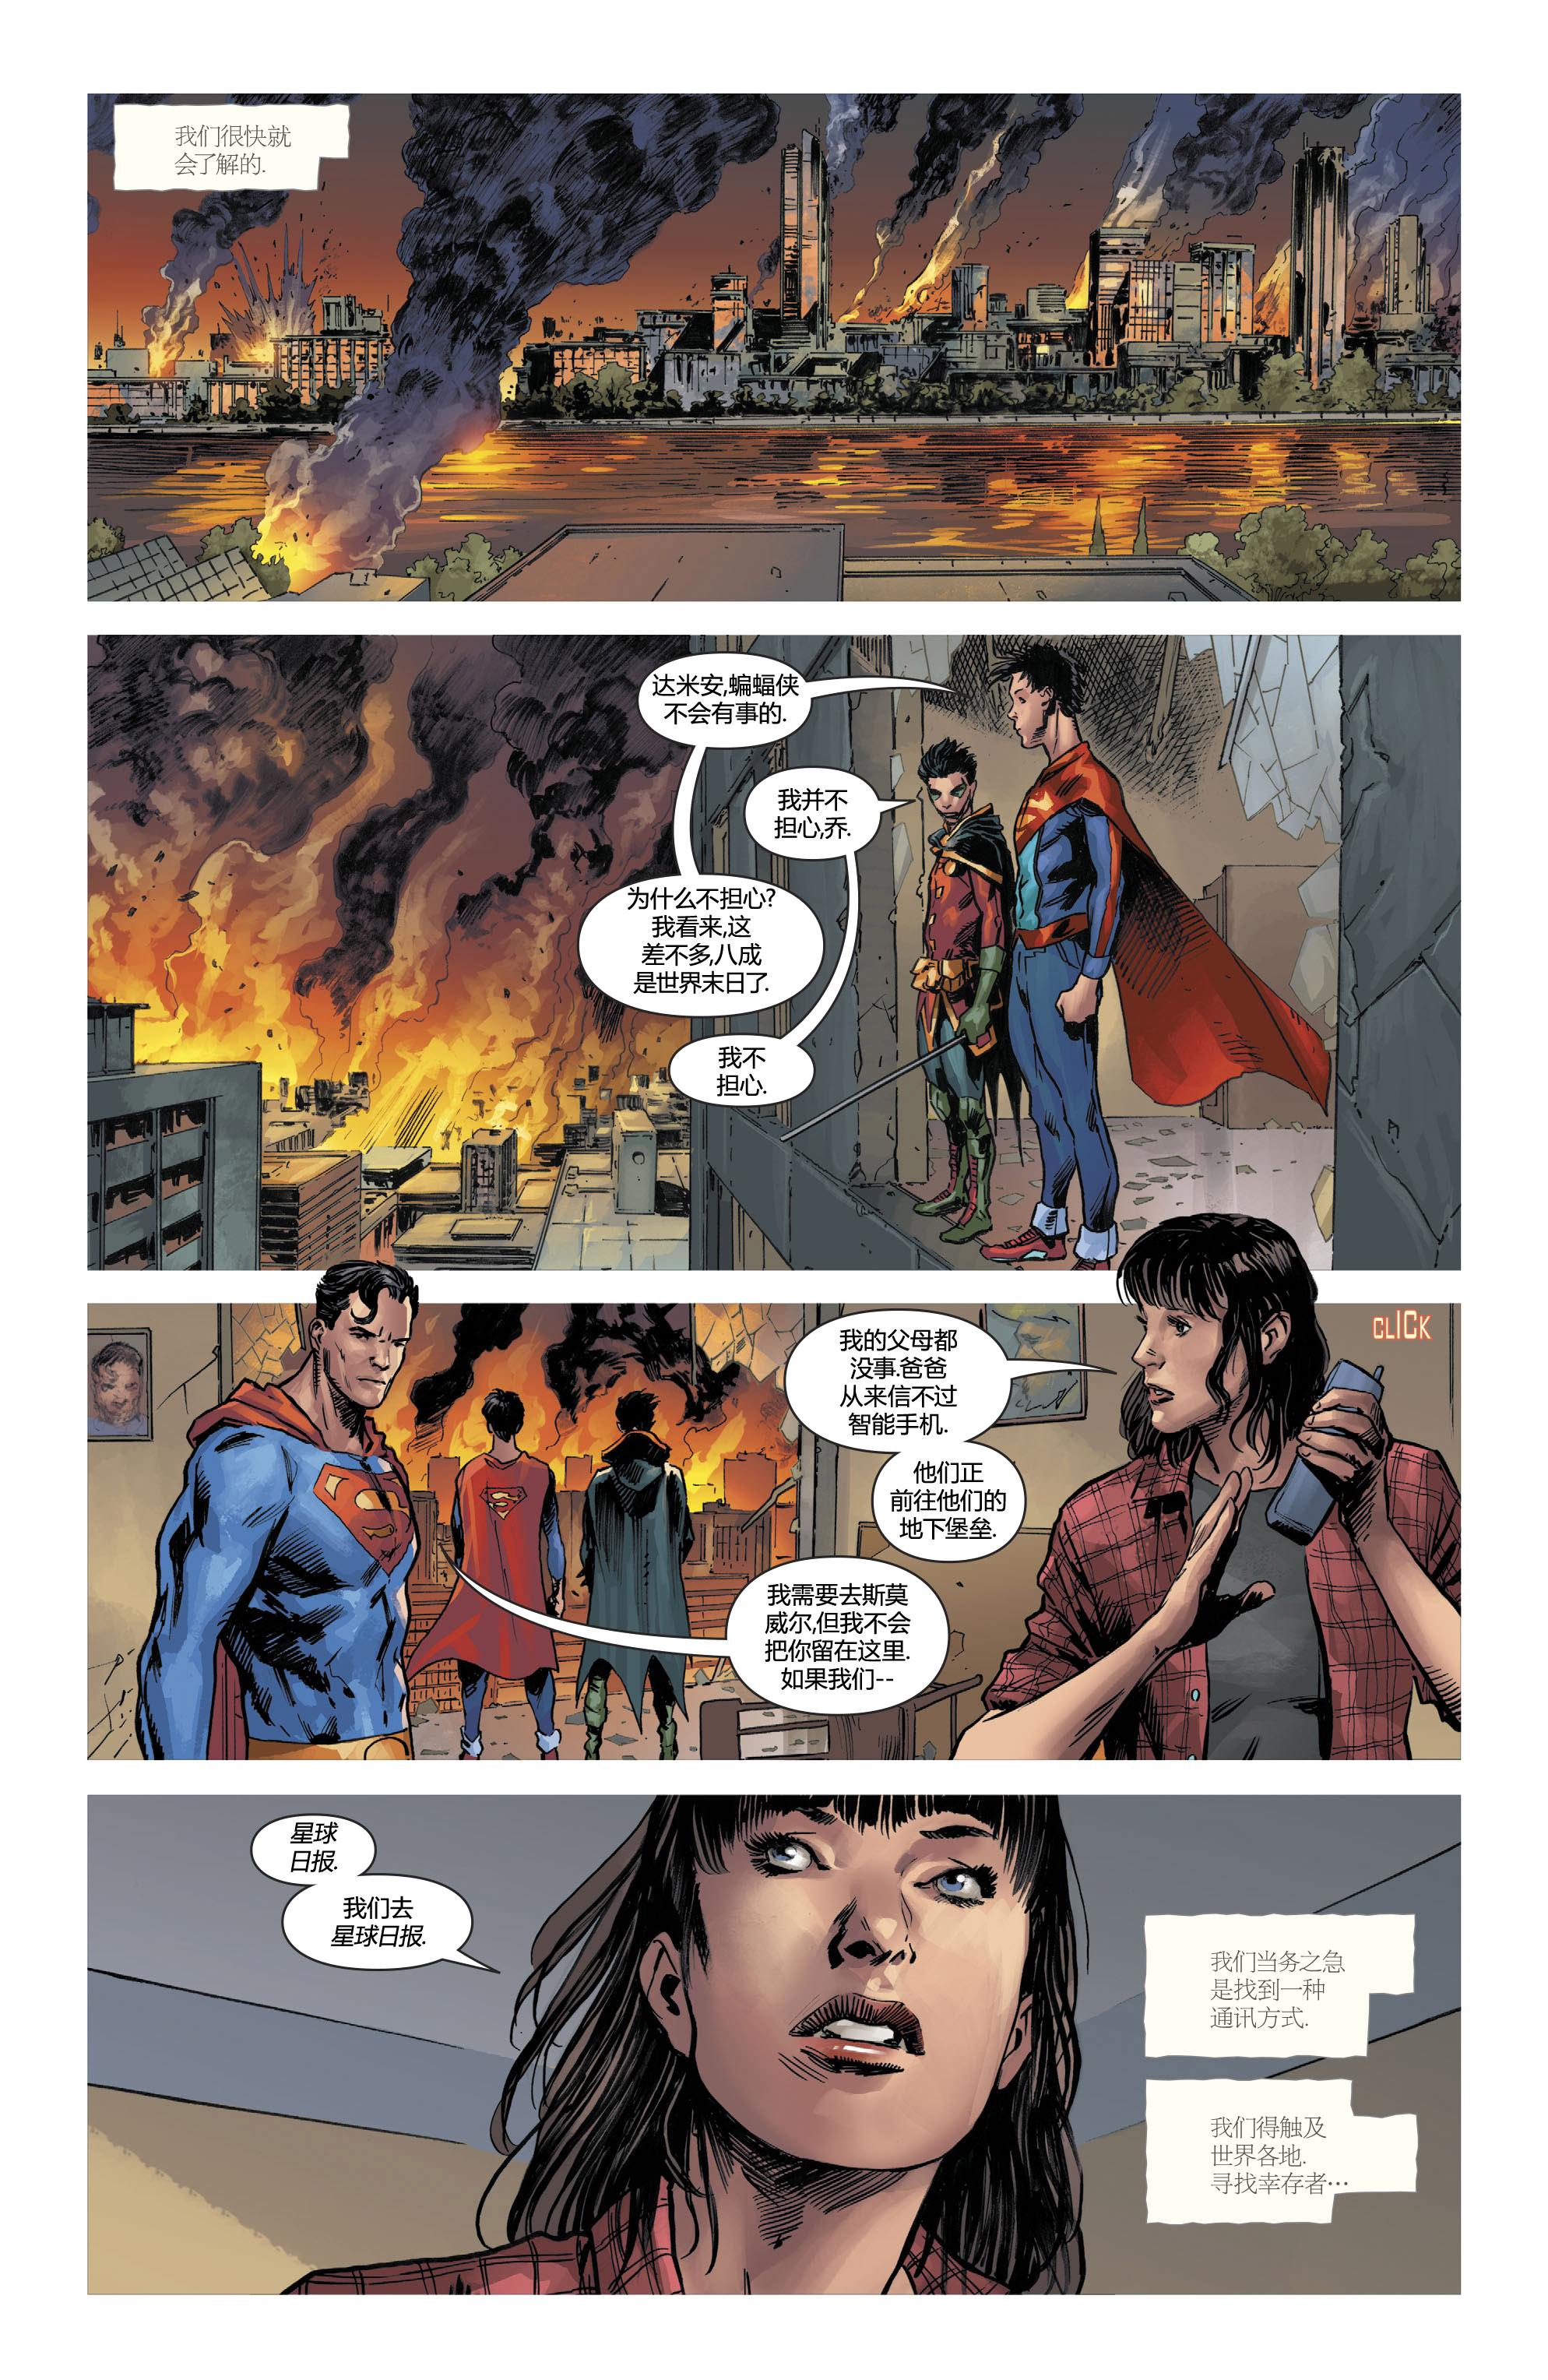 我们很快就
会了解的.
达米安,蝙蝠侠
不会有事的.
我并不
担心,乔.
为什么不担心?
我看来,这
差不多,八成
是世界末日了.
我不
担心.
CLICK
我的父母都
没事.爸爸
从来信不过
智能手机.
他们正
前往他们的
地下堡垒.
我需要去斯莫
威尔,但我不会
把你留在这里.
如果我们--
星球
日报.
我们去
星球日报.
我们当务之急
是找到一种
通讯方式.
我们得触及
世界各地.
寻找幸存者…